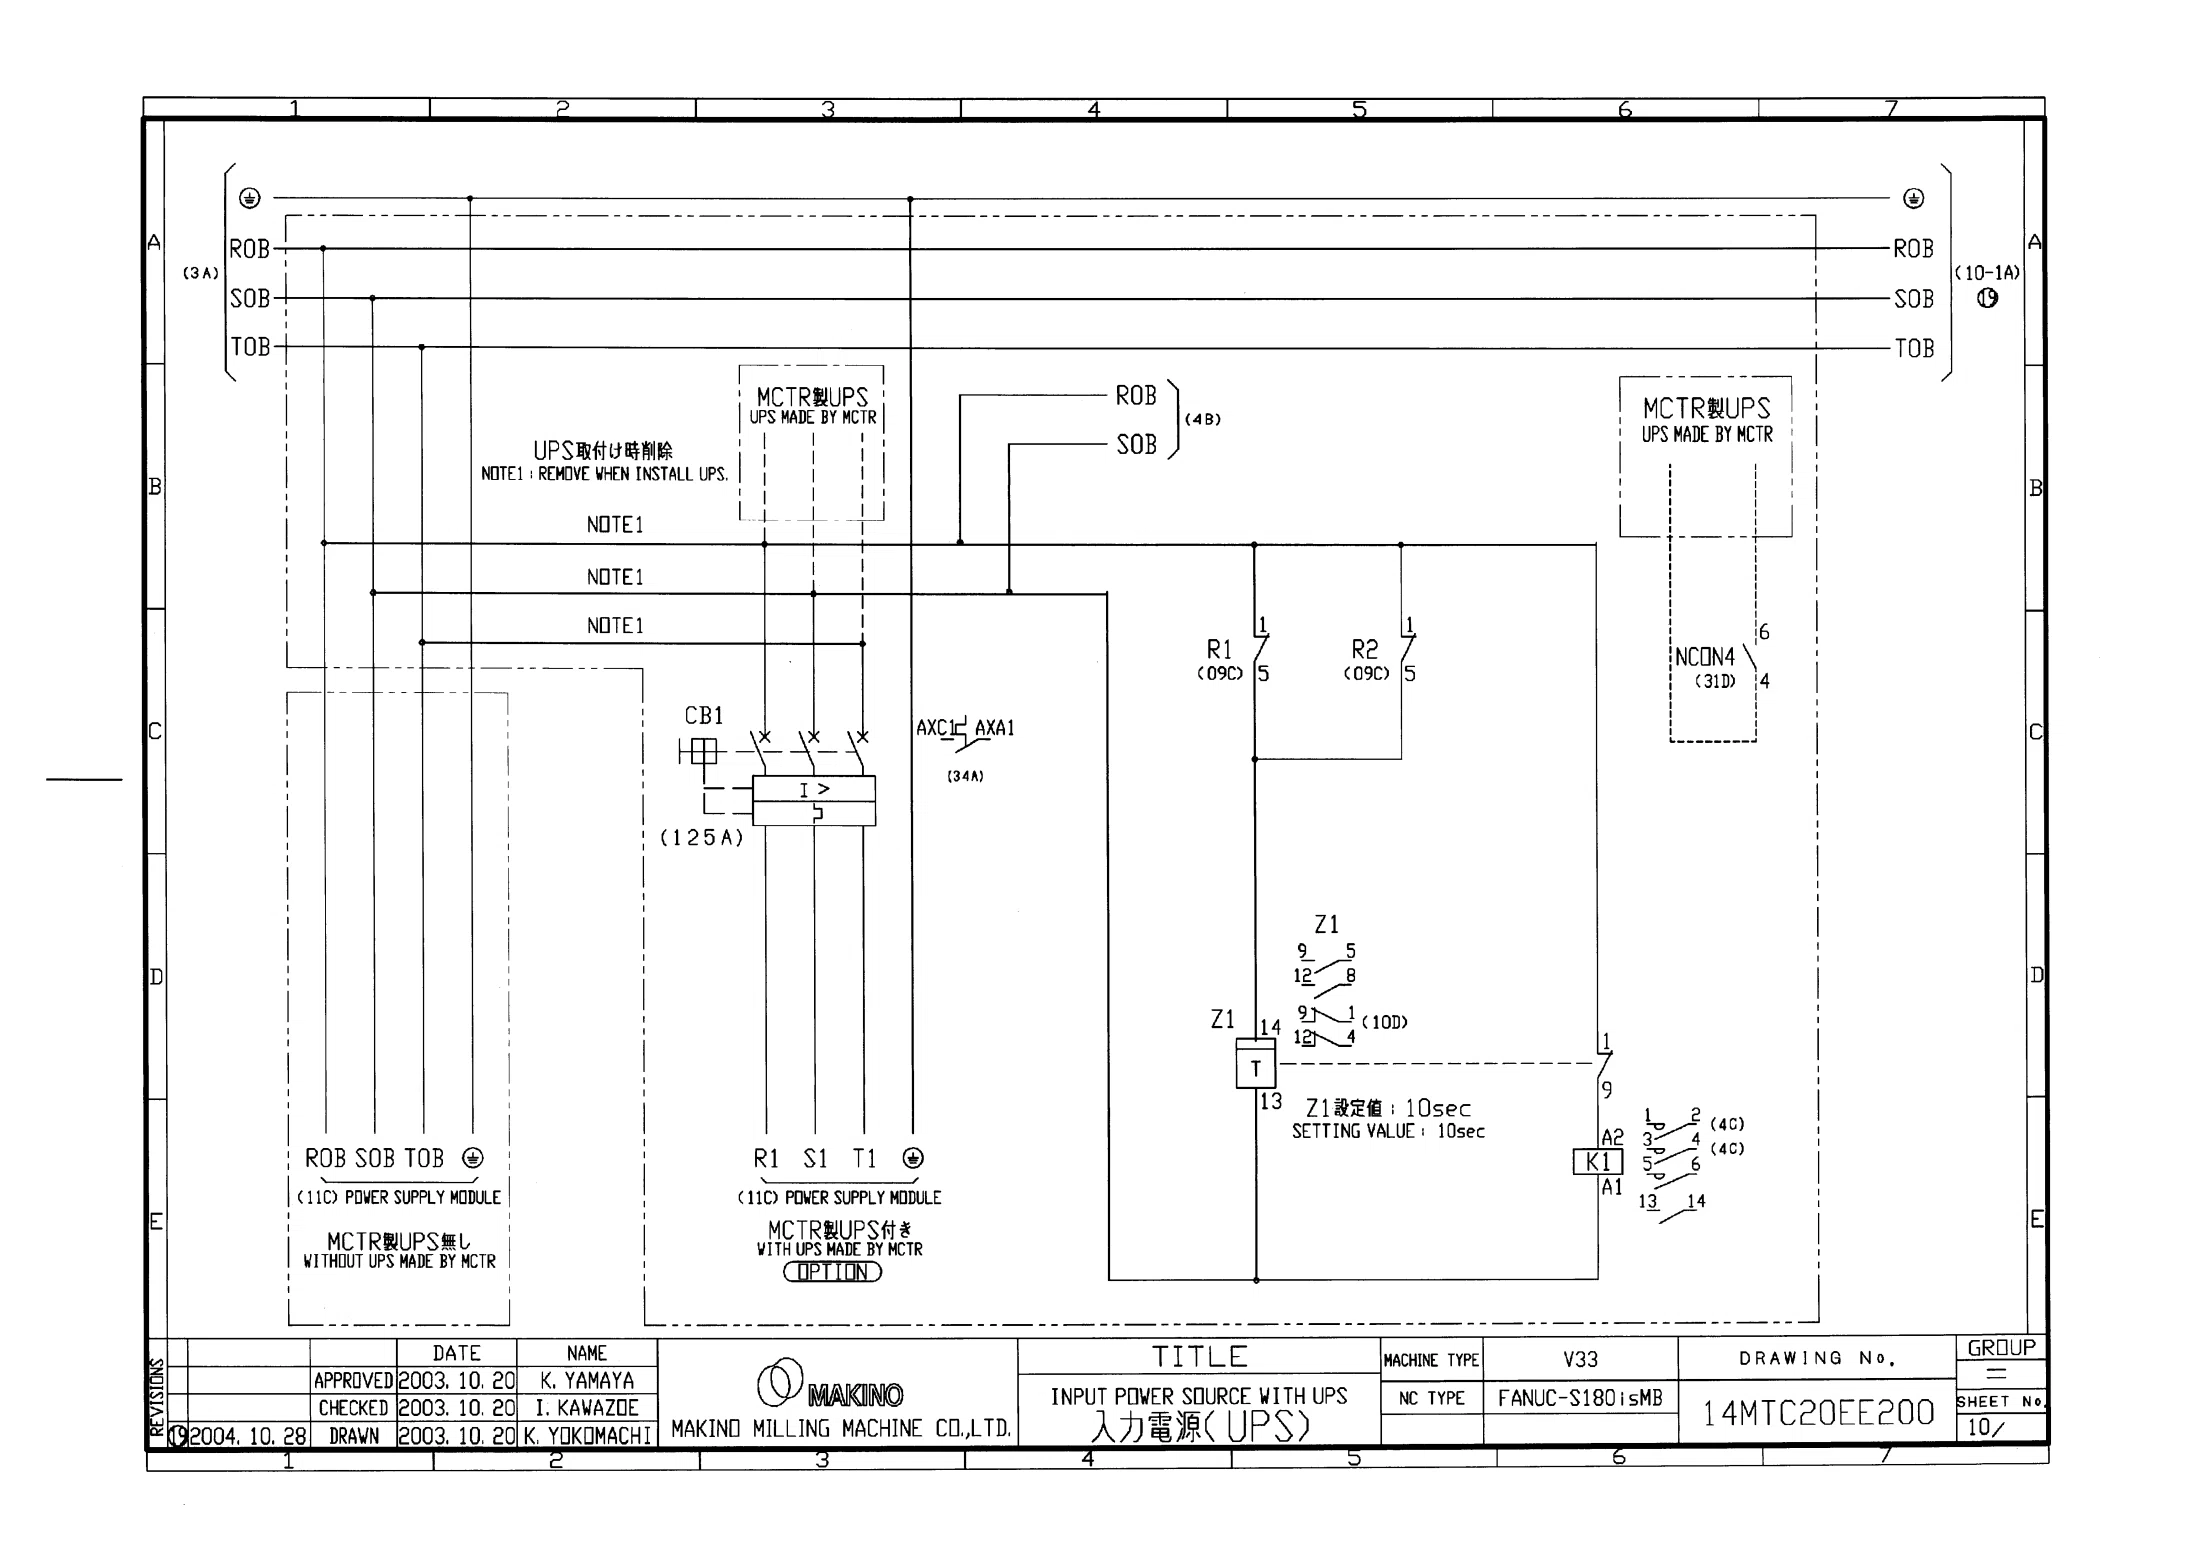 1 2 3 4 5 6 7
A
B
C
D
E
A
B
C
D
E
(3A)
R0B
S0B
T0B
R0B
S0B
T0B
(10-1A)
19
MCTR製UPS
UPS MADE BY MCTR
R0B
S0B
(4B)
MCTR製UPS
UPS MADE BY MCTR
UPS取付け時削除
NOTE1 : REMOVE WHEN INSTALL UPS.
NOTE1
NOTE1
NOTE1
R1
(09C)
1
5
R2
(09C)
1
5
NCON4
(31D)
6
4
CB1
I >
(125A)
AXC1 AXA1
(34A)
Z1
9 5
12 8
9 1 (10D)
12 4
Z1
14
T
13
Z1設定値 : 10sec
SETTING VALUE : 10sec
1
9
A2
K1
A1
1 2 (4C)
3 4 (4C)
5 6
13 14
R0B S0B T0B
(11C) POWER SUPPLY MODULE
MCTR製UPS無し
WITHOUT UPS MADE BY MCTR
R1 S1 T1
(11C) POWER SUPPLY MODULE
MCTR製UPS付き
WITH UPS MADE BY MCTR
OPTION
REVISIONS
19 2004. 10. 28
DATE NAME
APPROVED 2003. 10. 20 K. YAMAYA
CHECKED 2003. 10. 20 I. KAWAZOE
DRAWN 2003. 10. 20 K. YOKOMACHI
MAKINO
MAKINO MILLING MACHINE CO.,LTD.
TITLE
INPUT POWER SOURCE WITH UPS
入力電源(UPS)
MACHINE TYPE V33
NC TYPE FANUC-S180isMB
DRAWING No.
14MTC20EE200
GROUP
=
SHEET No.
10/
1 2 3 4 5 6 7